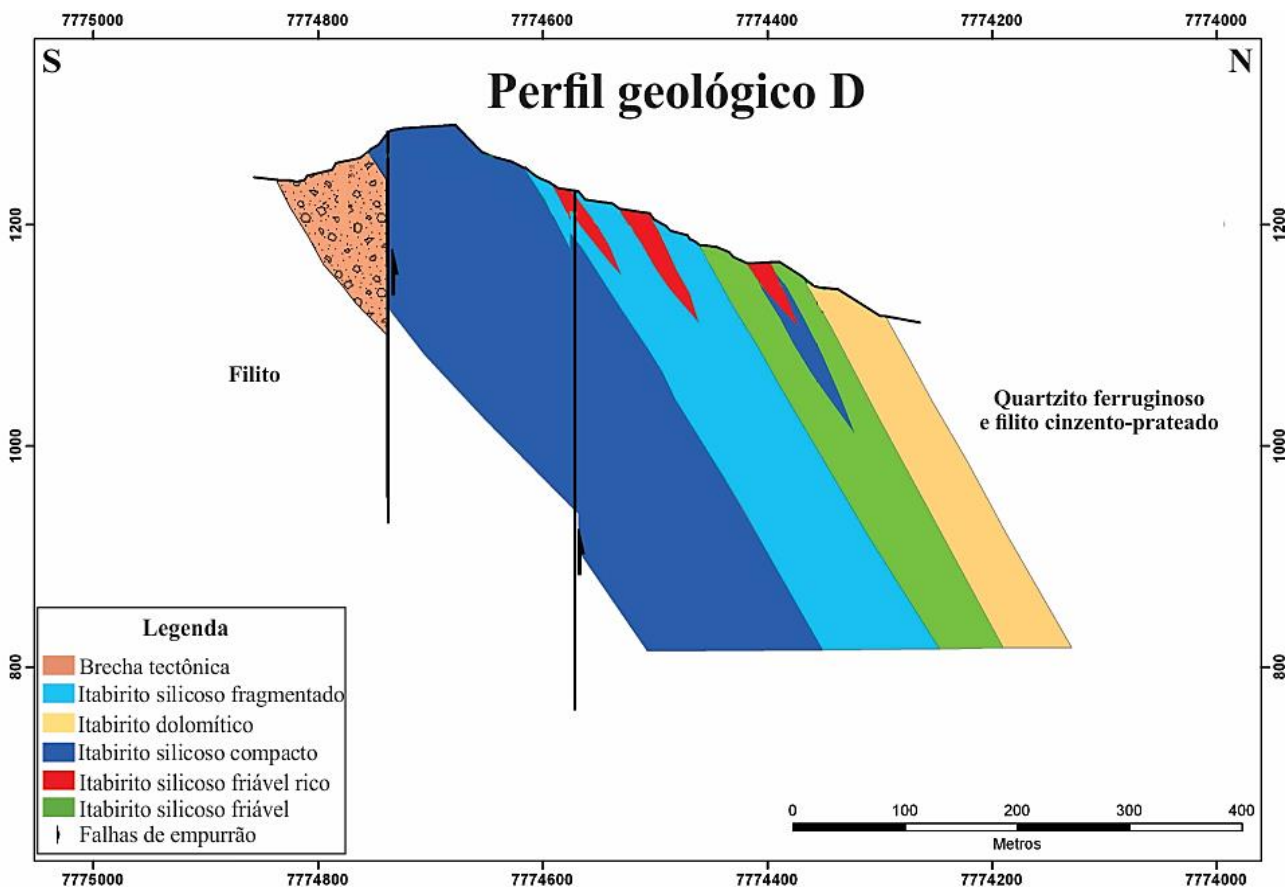 7775000 7774800 7774600 7774400 7774200 7774000
S N
Perfil geológico D
1200 1200
Filito
Quartzito ferruginoso
e filito cinzento-prateado
1000 1000
Legenda
Brecha tectônica
Itabirito silicoso fragmentado
Itabirito dolomítico
Itabirito silicoso compacto
Itabirito silicoso friável rico
Itabirito silicoso friável
Falhas de empurrão
800 800
0 100 200 300 400
Metros
7775000 7774800 7774600 7774400 7774200 7774000